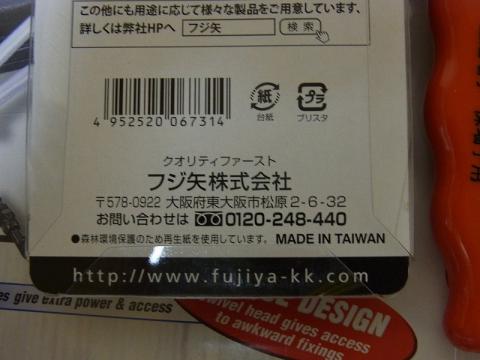 この他にも用途に応じて様々な製品をご用意しています、
詳しくは弊社HPへ フジ矢 検索
4 952520 067314
紙
台紙
プラ
ブリスタ
クオリティファースト
フジ矢株式会社
〒578-0922 大阪府東大阪市松原2-6-32
お問い合わせは 0120-248-440
●森林環境保護のため再生紙を使用しています。 MADE IN TAIWAN
http://www.fujiya-kk.com
es give extra power & access
DESIGN
swivel head gives access
to awkward fixings